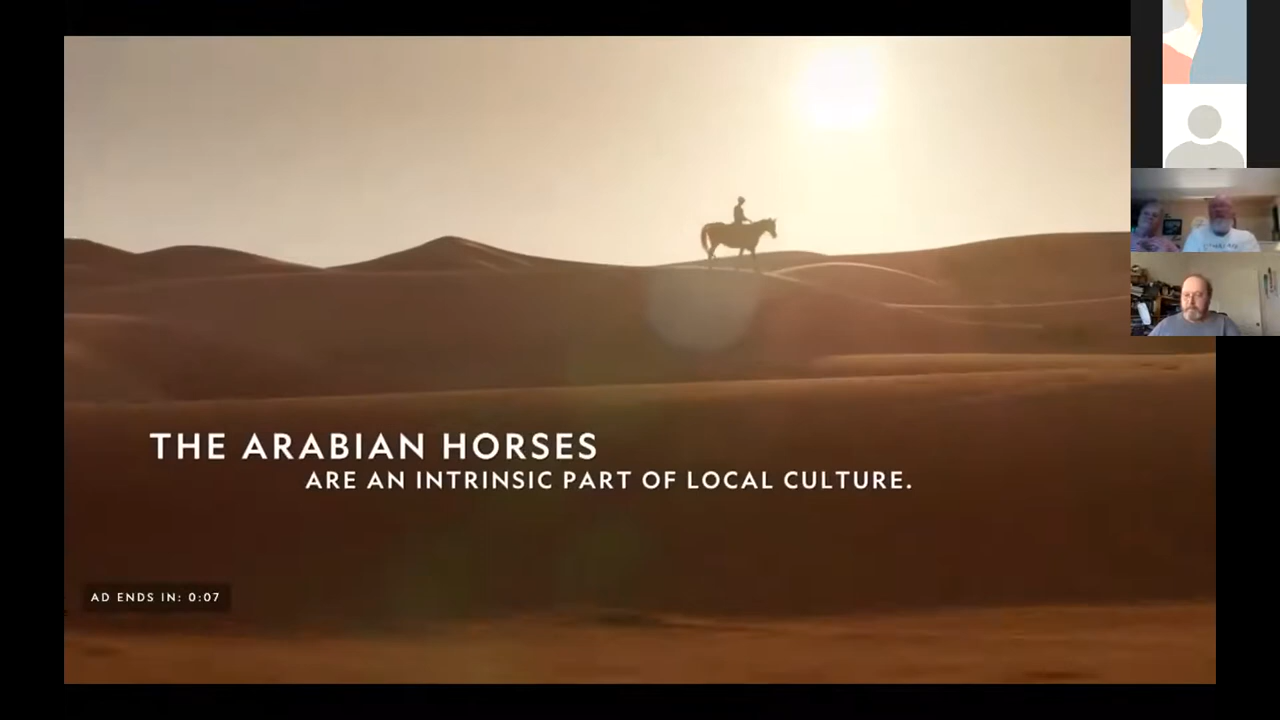 THE ARABIAN HORSES
ARE AN INTRINSIC PART OF LOCAL CULTURE.
AD ENDS IN: 0:07